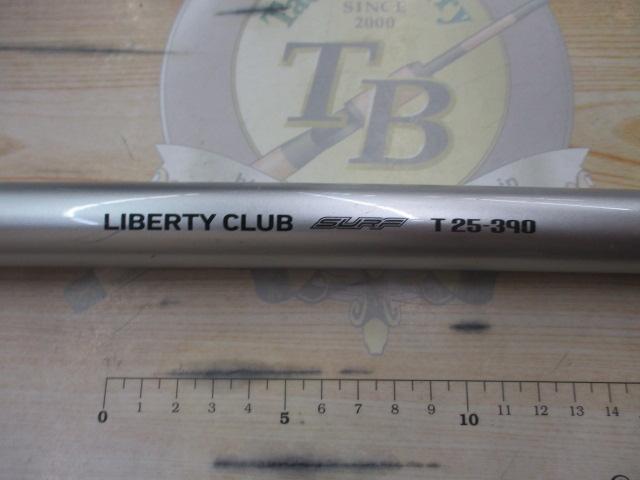 SINCE
2000
TB
LIBERTY CLUB SURF T 25-390
0 1 2 3 4 5 6 7 8 9 10 11 12 13 14